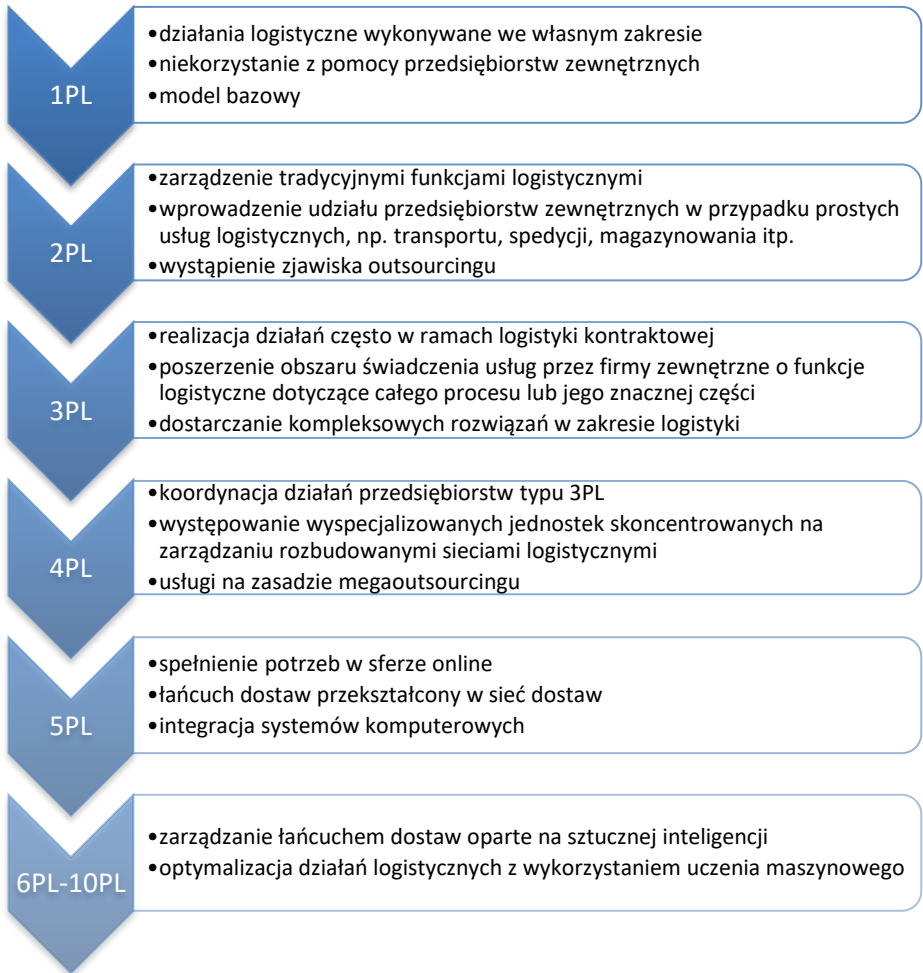 1PL
•działania logistyczne wykonywane we własnym zakresie
•niekorzystanie z pomocy przedsiębiorstw zewnętrznych
•model bazowy
2PL
•zarządzenie tradycyjnymi funkcjami logistycznymi
•wprowadzenie udziału przedsiębiorstw zewnętrznych w przypadku prostych
usług logistycznych, np. transportu, spedycji, magazynowania itp.
•wystąpienie zjawiska outsourcingu
3PL
•realizacja działań często w ramach logistyki kontraktowej
•poszerzenie obszaru świadczenia usług przez firmy zewnętrzne o funkcje
logistyczne dotyczące całego procesu lub jego znacznej części
•dostarczanie kompleksowych rozwiązań w zakresie logistyki
4PL
•koordynacja działań przedsiębiorstw typu 3PL
•występowanie wyspecjalizowanych jednostek skoncentrowanych na
zarządzaniu rozbudowanymi sieciami logistycznymi
•usługi na zasadzie megaoutsourcingu
5PL
•spełnienie potrzeb w sferze online
•łańcuch dostaw przekształcony w sieć dostaw
•integracja systemów komputerowych
6PL-10PL
•zarządzanie łańcuchem dostaw oparte na sztucznej inteligencji
•optymalizacja działań logistycznych z wykorzystaniem uczenia maszynowego